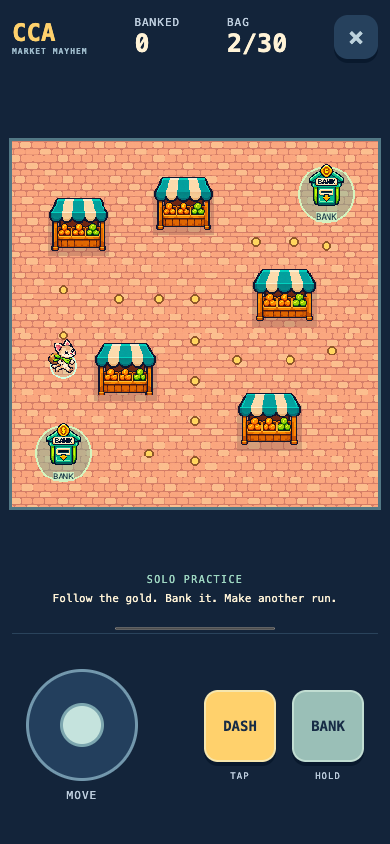 CCA
MARKET MAYHEM
BANKED
0
BAG
2/30
×
BANK
BANK
BANK
BANK
SOLO PRACTICE
Follow the gold. Bank it. Make another run.
MOVE
DASH
TAP
BANK
HOLD